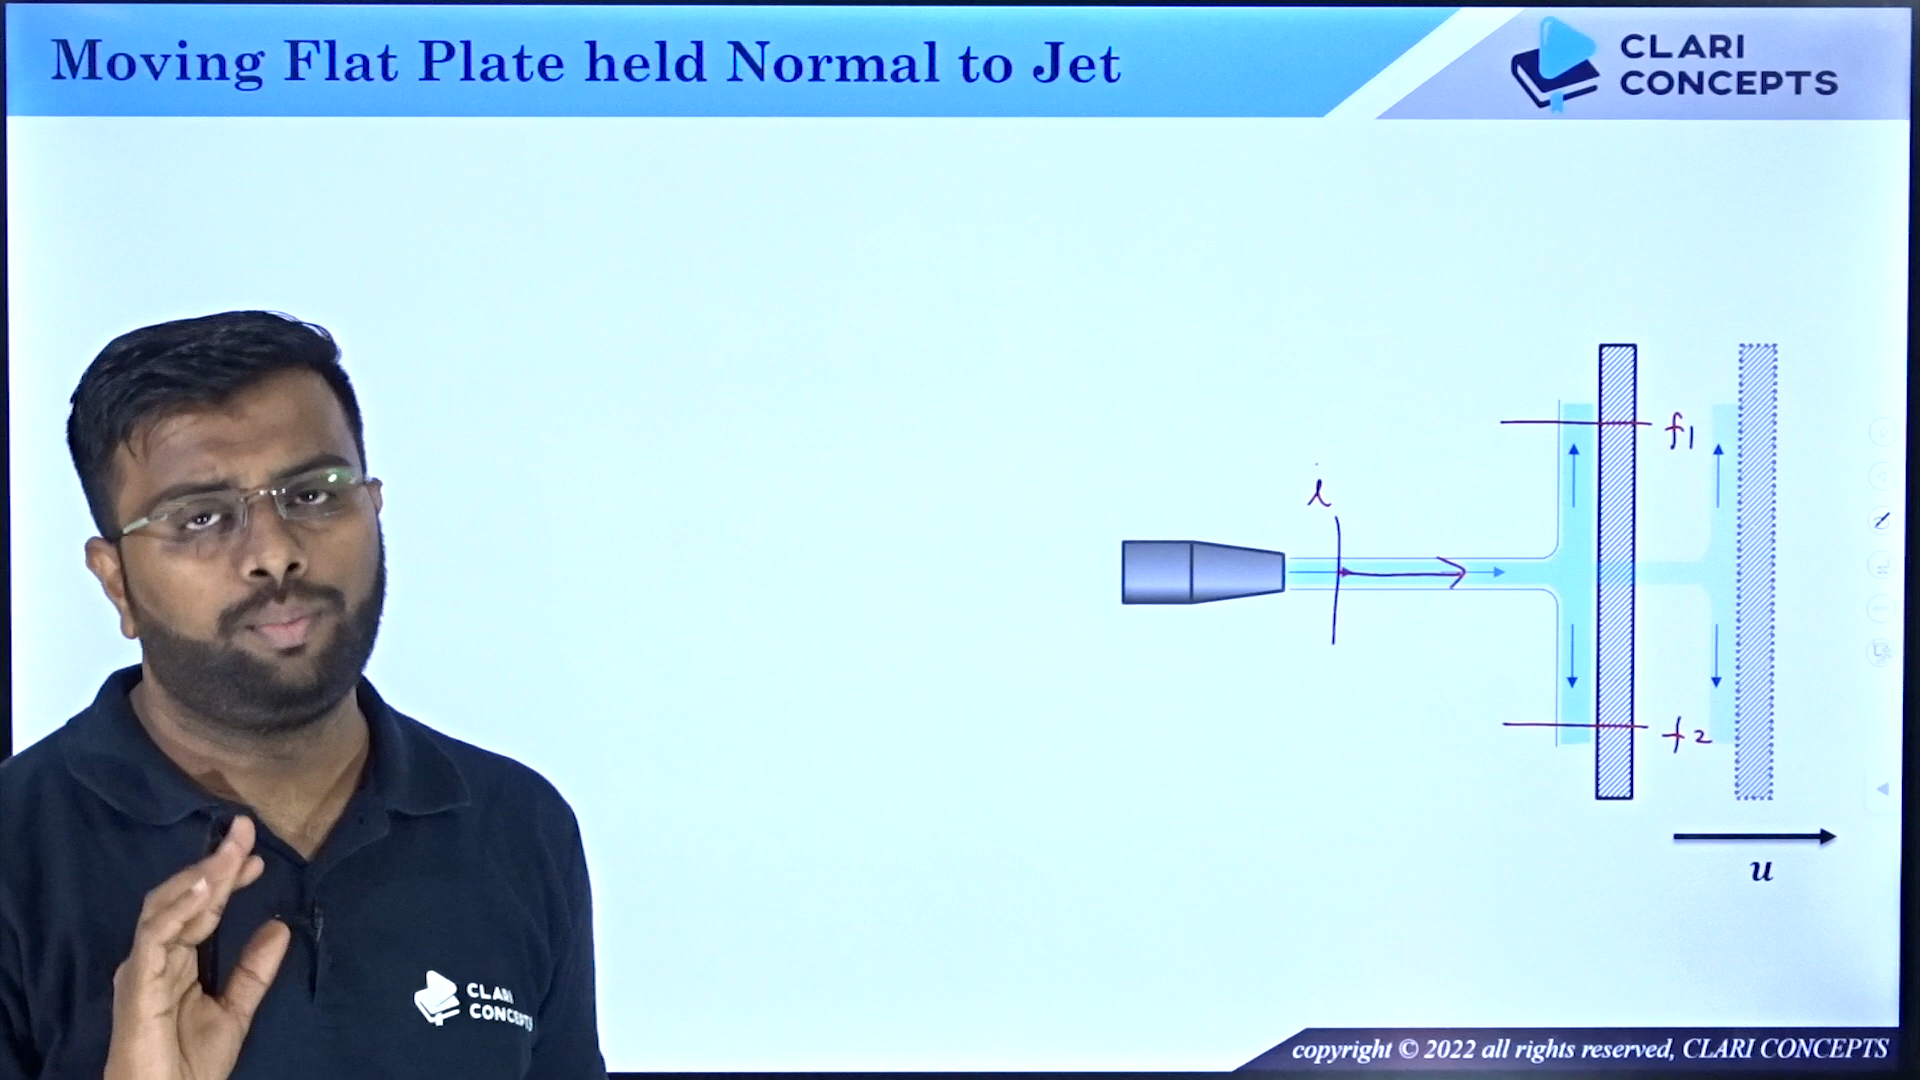 Moving Flat Plate held Normal to Jet
CLARI
CONCEPTS
f1
i
f2
u
CLARI
CONCEPTS
copyright © 2022 all rights reserved, CLARI CONCEPTS